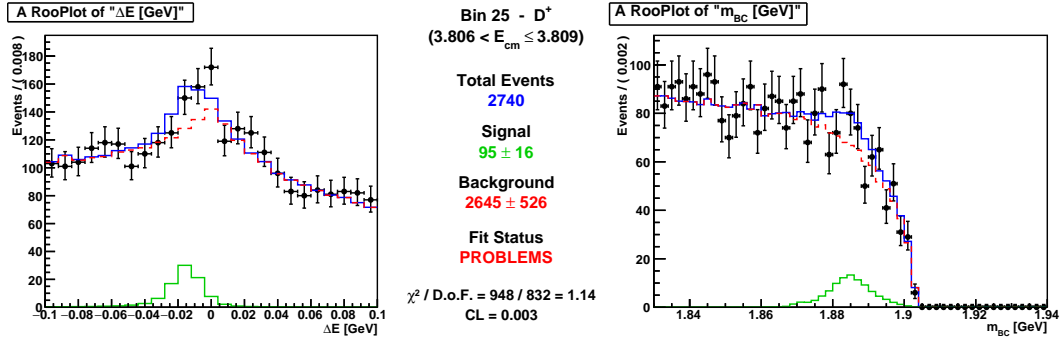 A RooPlot of "ΔE [GeV]"
Events / ( 0.008 )
180
160
140
120
100
80
60
40
20
0
−0.1 −0.08 −0.06 −0.04 −0.02 0 0.02 0.04 0.06 0.08 0.1
ΔE [GeV]
Bin 25 - D⁺
(3.806 < E_cm ≤ 3.809)
Total Events
2740
Signal
95 ± 16
Background
2645 ± 526
Fit Status
PROBLEMS
χ² / D.o.F. = 948 / 832 = 1.14
CL = 0.003
A RooPlot of "m_BC [GeV]"
Events / ( 0.002 )
100
80
60
40
20
0
1.84 1.86 1.88 1.9 1.92 1.94
m_BC [GeV]